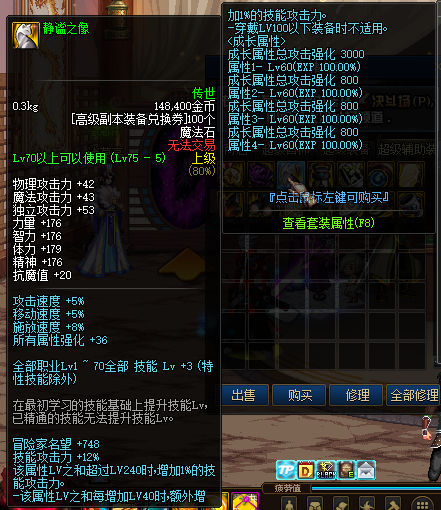 静谧之像
传世
0.3kg 148,400金币
[高级副本装备兑换券]100个
魔法石
无法交易
Lv70以上可以使用 (Lv75 - 5) 上级
(80%)
物理攻击力 +42
魔法攻击力 +43
独立攻击力 +53
力量 +176
智力 +176
体力 +179
精神 +176
抗魔值 +20
攻击速度 +5%
移动速度 +5%
施放速度 +8%
所有属性强化 +36
全部职业Lv1 ~ 70全部 技能 Lv +3 (特
性技能除外)
在最初学习的技能基础上提升技能Lv,
已精通的技能无法提升技能Lv。
冒险家名望 +748
技能攻击力 +12%
该属性LV之和超过LV240时,增加1%的技
能攻击力。
-该属性LV之和每增加LV40时,额外增
加1%的技能攻击力。
-穿戴LV100以下装备时不适用。
<成长属性>
成长属性总攻击强化 3000
属性1- Lv60(EXP 100.00%)
成长属性总攻击强化 800
属性2- Lv60(EXP 100.00%)
成长属性总攻击强化 800
属性3- Lv60(EXP 100.00%)
成长属性总攻击强化 800
属性4- Lv60(EXP 100.00%)
『点击鼠标左键可购买』
查看套装属性(F8)
决斗场(P),
超级辅助装
出售 购买 修理 全部修理
TP D
疲劳值